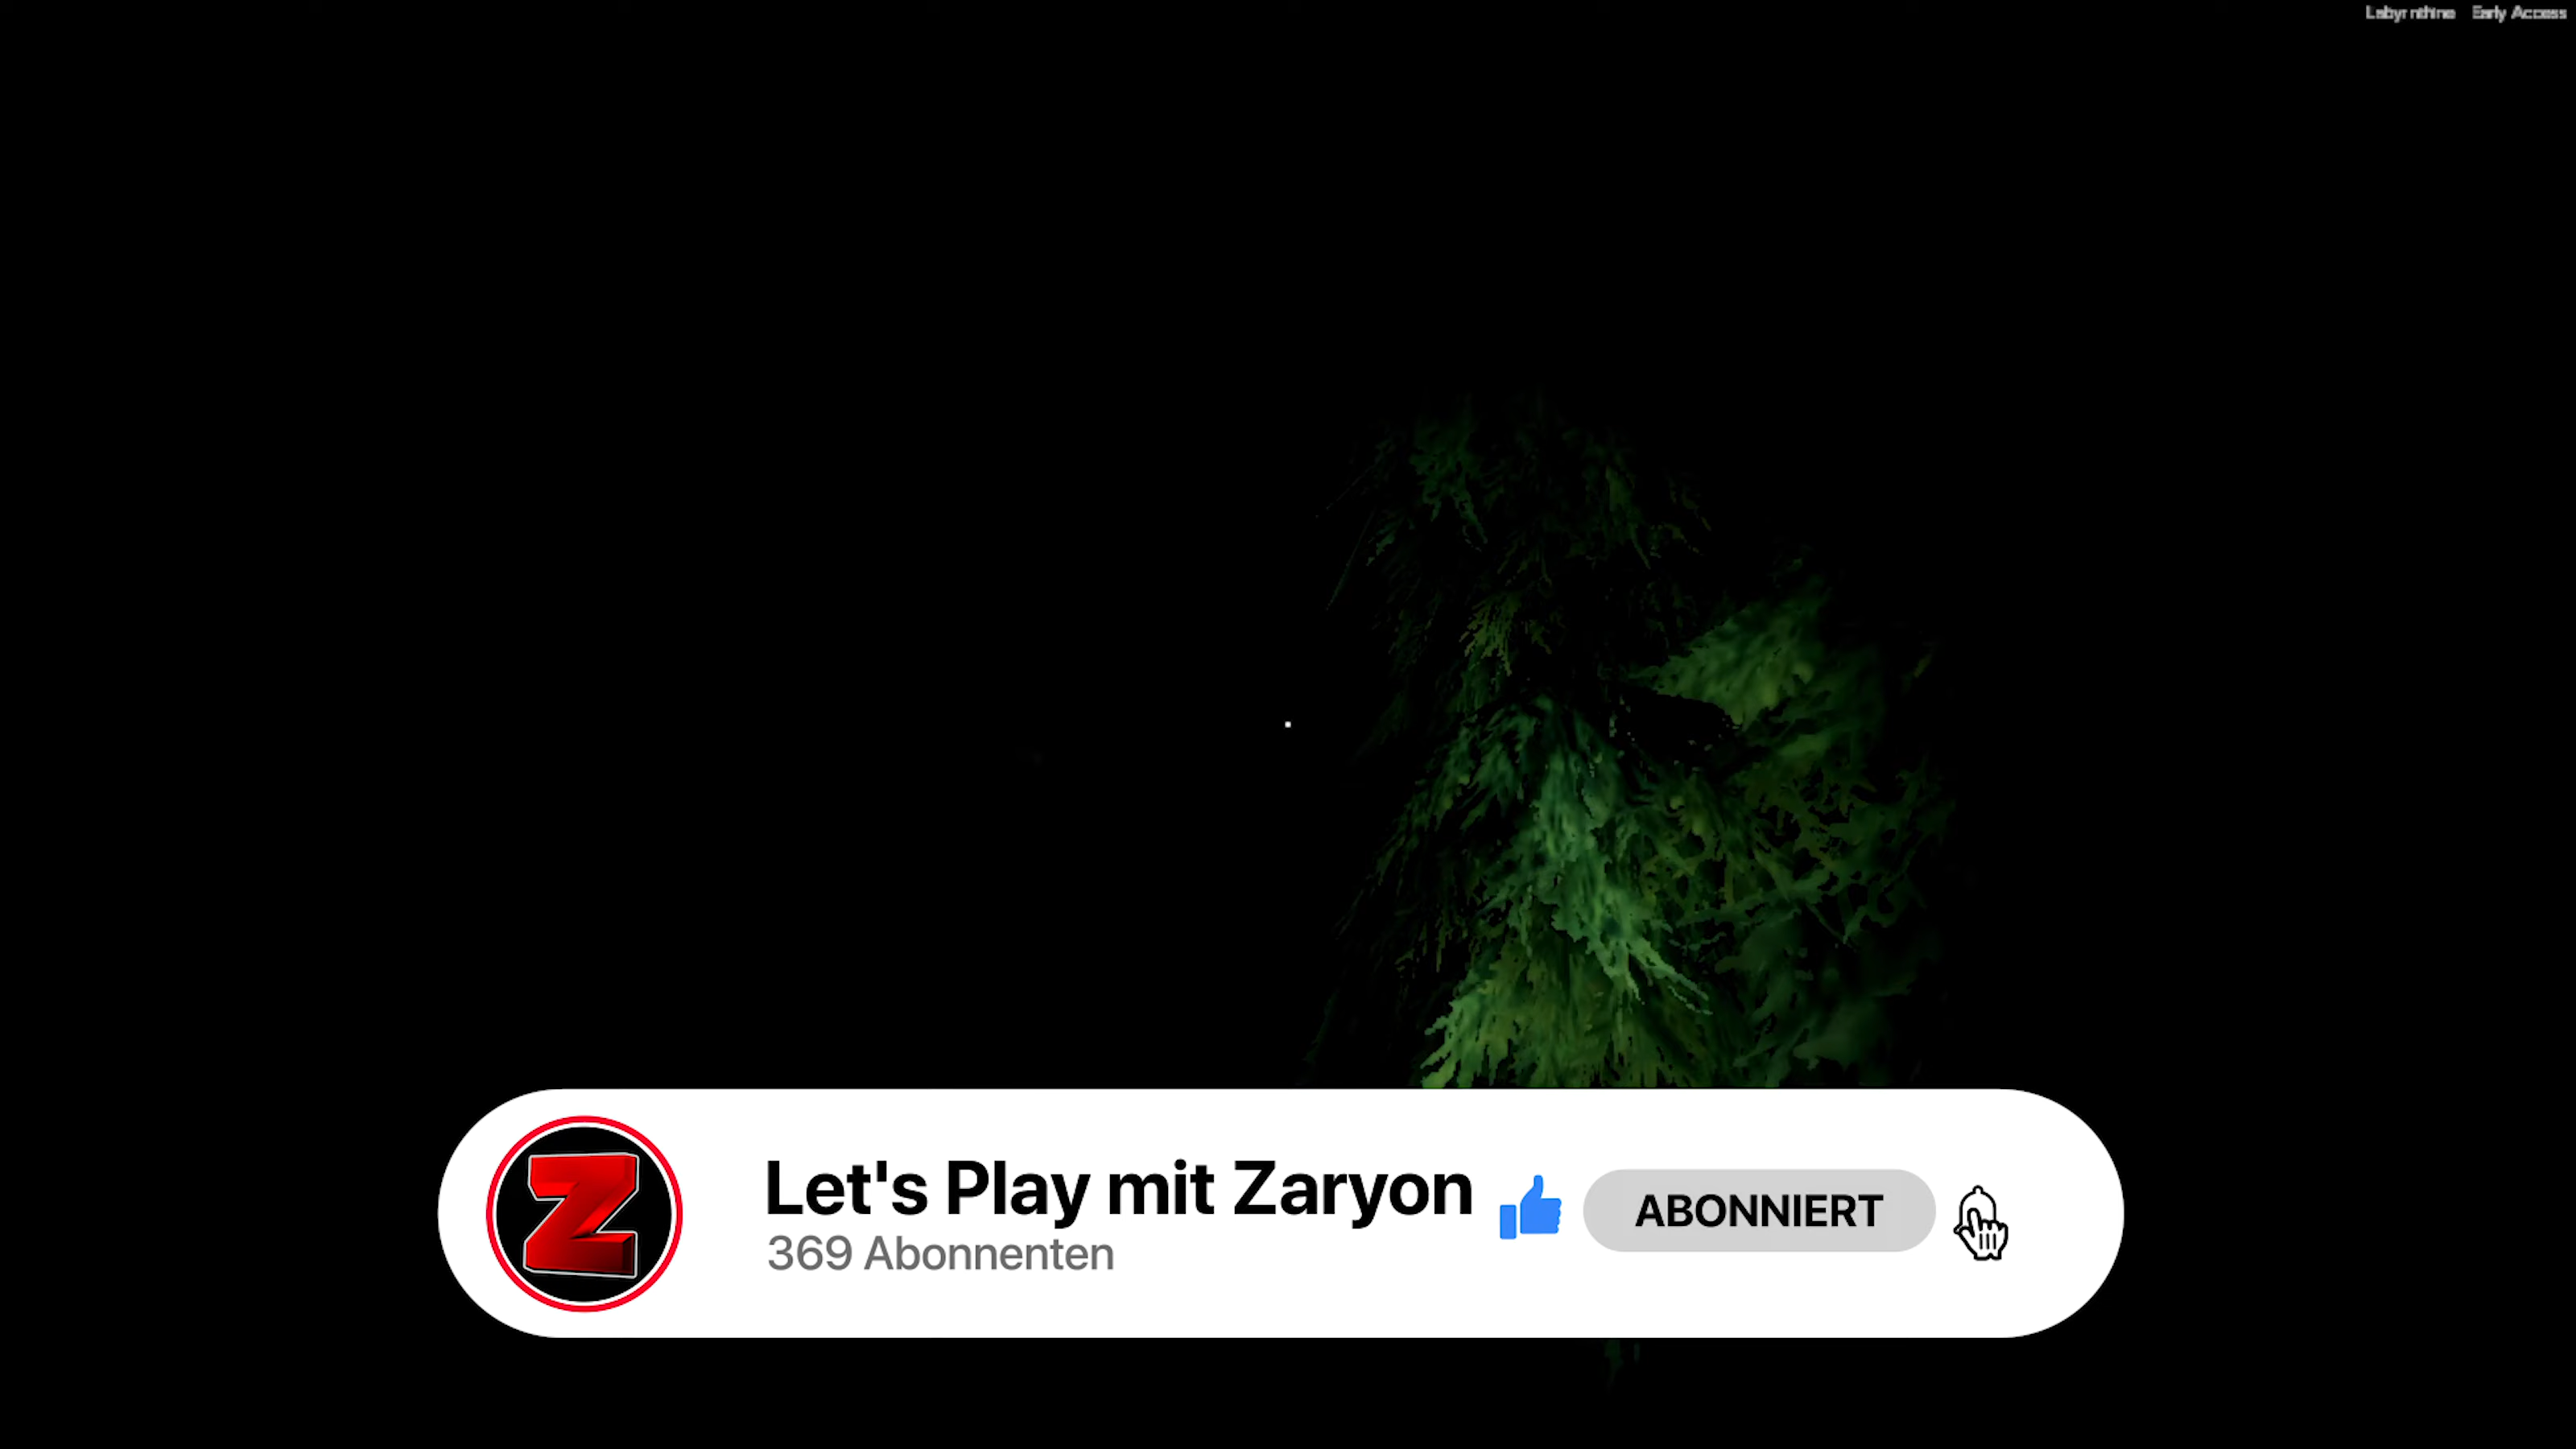 Labyrinthine Early Access
Let's Play mit Zaryon
369 Abonnenten
ABONNIERT
Z